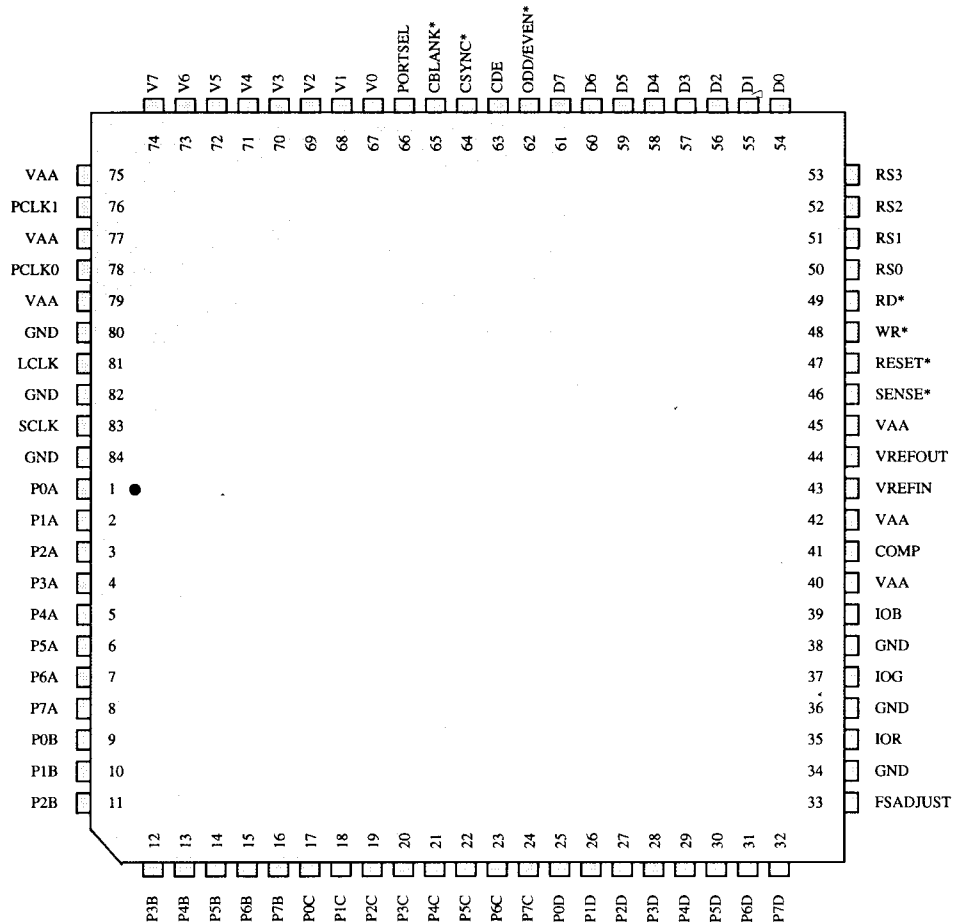 V7 V6 V5 V4 V3 V2 V1 V0 PORTSEL CBLANK* CSYNC* CDE ODD/EVEN* D7 D6 D5 D4 D3 D2 D1 D0
74 73 72 71 70 69 68 67 66 65 64 63 62 61 60 59 58 57 56 55 54
VAA 75 53 RS3
PCLK1 76 52 RS2
VAA 77 51 RS1
PCLK0 78 50 RS0
VAA 79 49 RD*
GND 80 48 WR*
LCLK 81 47 RESET*
GND 82 46 SENSE*
SCLK 83 45 VAA
GND 84 44 VREFOUT
P0A 1 43 VREFIN
P1A 2 42 VAA
P2A 3 41 COMP
P3A 4 40 VAA
P4A 5 39 IOB
P5A 6 38 GND
P6A 7 37 IOG
P7A 8 36 GND
P0B 9 35 IOR
P1B 10 34 GND
P2B 11 33 FSADJUST
12 13 14 15 16 17 18 19 20 21 22 23 24 25 26 27 28 29 30 31 32
P3B P4B P5B P6B P7B P0C P1C P2C P3C P4C P5C P6C P7C P0D P1D P2D P3D P4D P5D P6D P7D